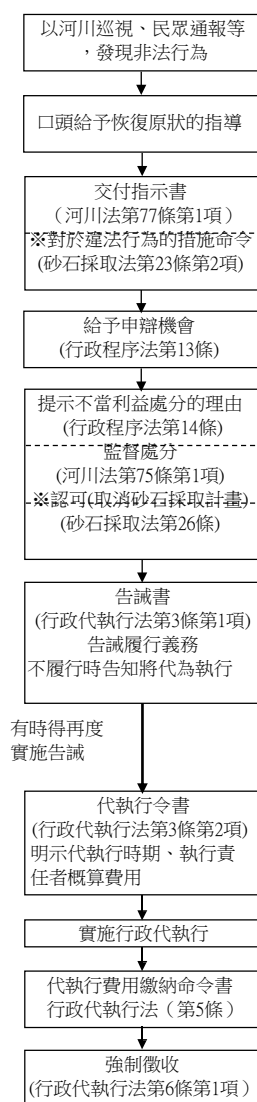 以河川巡視、民眾通報等
，發現非法行為
口頭給予恢復原狀的指導
交付指示書
（河川法第77條第1項）
※對於違法行為的措施命令
(砂石採取法第23條第2項)
給予申辯機會
(行政程序法第13條)
提示不當利益處分的理由
(行政程序法第14條)
監督處分
(河川法第75條第1項)
※認可(取消砂石採取計畫)
(砂石採取法第26條)
告誡書
(行政代執行法第3條第1項)
告誡履行義務
不履行時告知將代為執行
有時得再度
實施告誡
代執行令書
(行政代執行法第3條第2項)
明示代執行時期、執行責
任者概算費用
實施行政代執行
代執行費用繳納命令書
行政代執行法（第5條）
強制徵收
(行政代執行法第6條第1項）